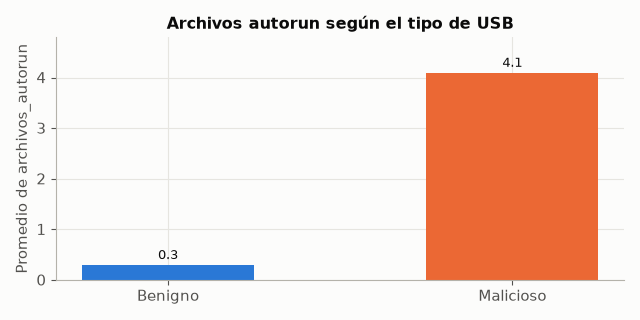 Archivos autorun según el tipo de USB
Promedio de archivos_autorun
4
3
2
1
0
0.3
4.1
Benigno
Malicioso